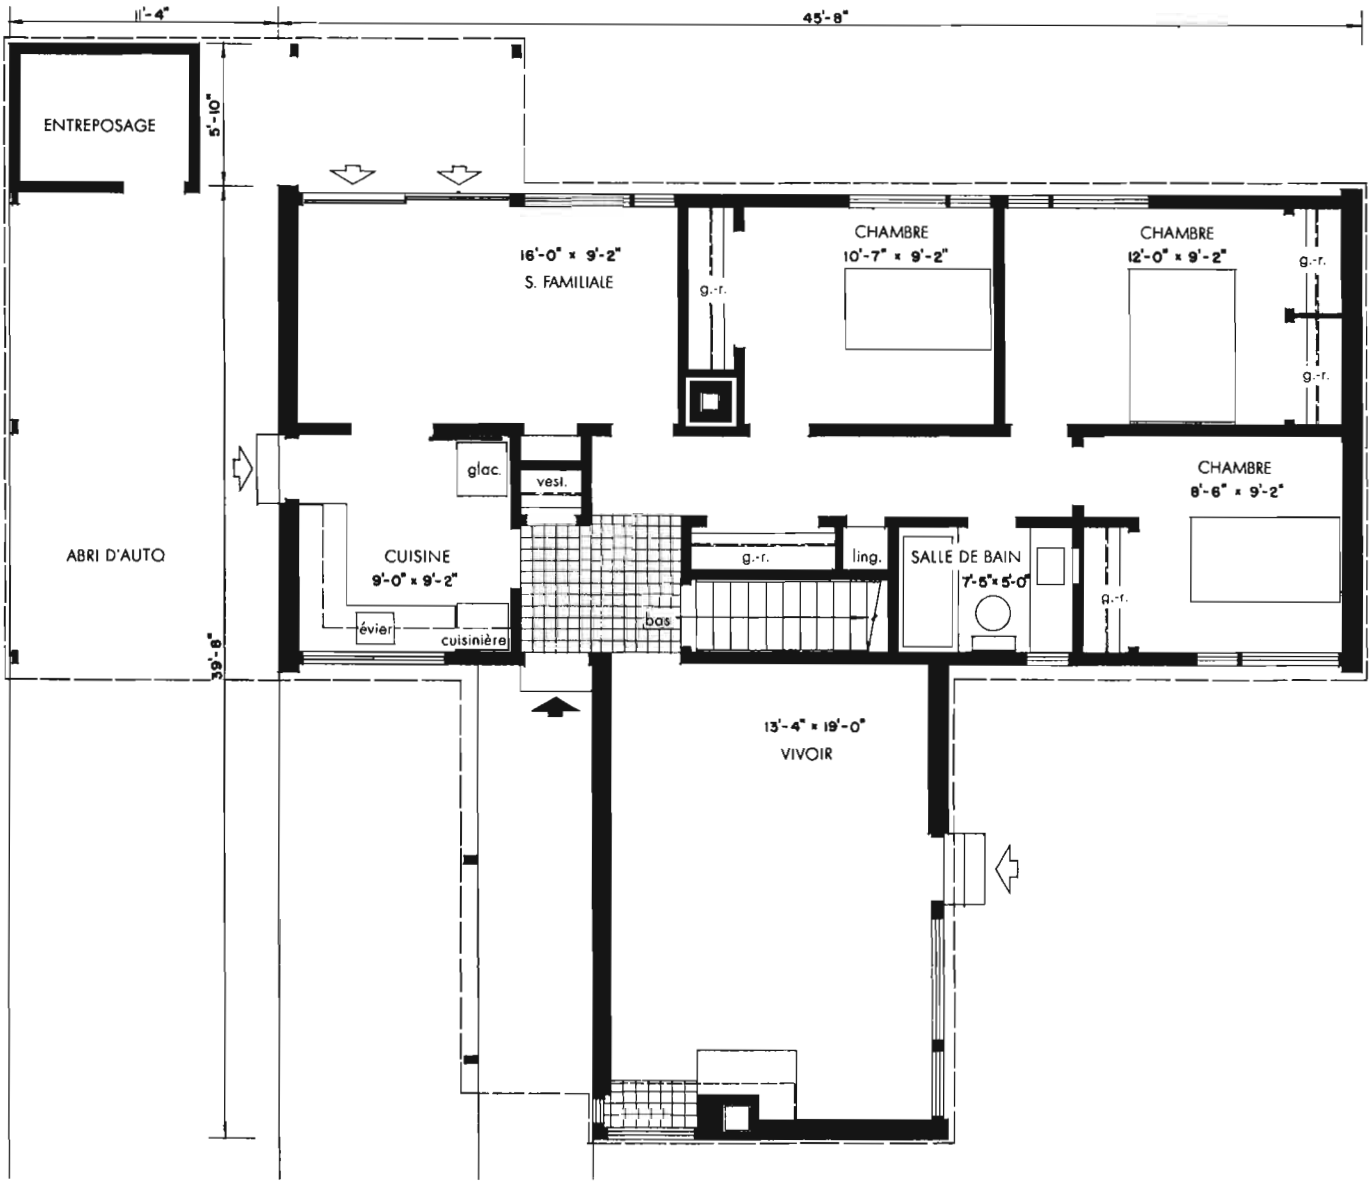 11'-4"
45'-8"
5'-10"
ENTREPOSAGE
16'-0" × 9'-2"
S. FAMILIALE
g.-r.
CHAMBRE
10'-7" × 9'-2"
CHAMBRE
12'-0" × 9'-2"
g.-r.
g.-r.
glac.
vest.
CHAMBRE
8'-6" × 9'-2"
ABRI D'AUTO
CUISINE
9'-0" × 9'-2"
g.-r.
ling.
SALLE DE BAIN
7'-5" × 5'-0"
g.-r.
évier
cuisinière
bas
39'-8"
13'-4" × 19'-0"
VIVOIR